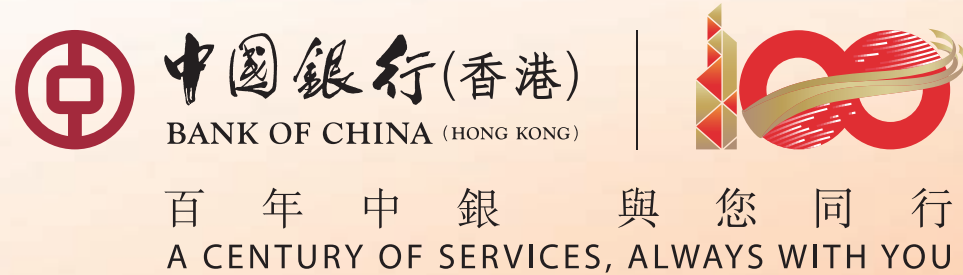 中國銀行(香港)
BANK OF CHINA (HONG KONG)
100
百年中銀 與您同行
A CENTURY OF SERVICES, ALWAYS WITH YOU